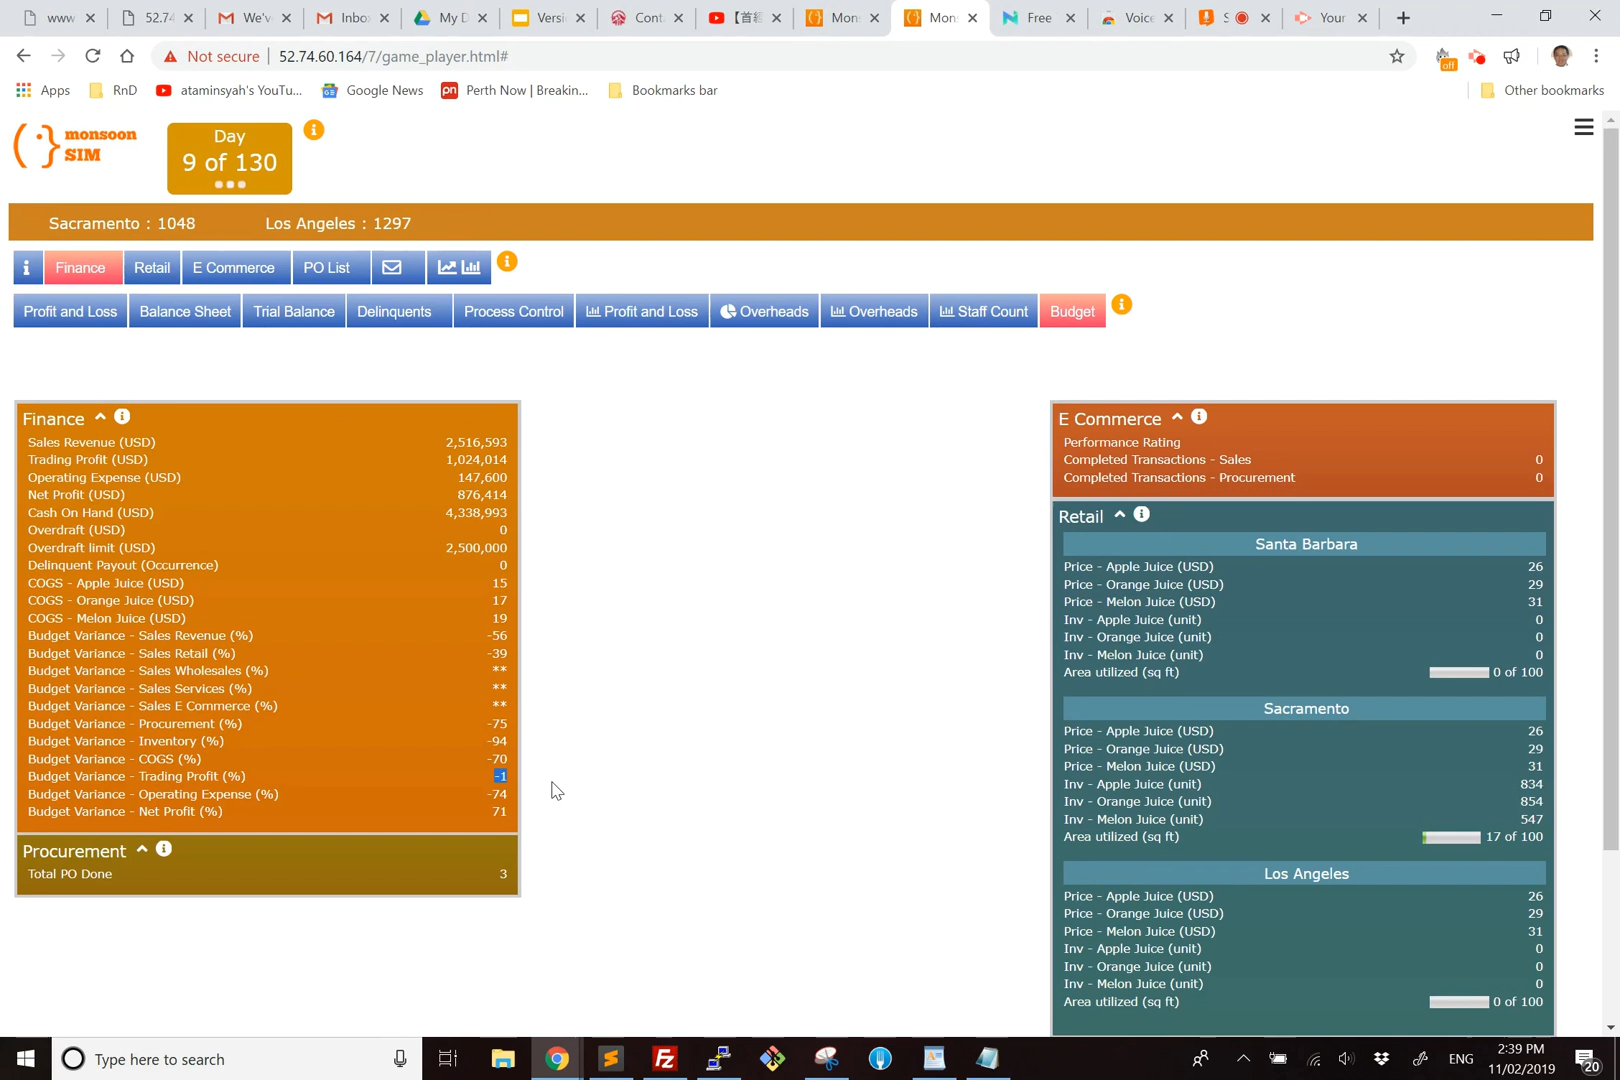 www
52.74
We'v
Inbo
My D
Versi
Cont
【首
Mon
Mon
Free
Voice
S
Your
Not secure
52.74.60.164/7/game_player.html#
off
Apps
RnD
ataminsyah's YouTu...
Google News
Perth Now | Breakin...
Bookmarks bar
Other bookmarks
monsoon
SIM
Day
9 of 130
Sacramento : 1048 Los Angeles : 1297
Finance Retail E Commerce PO List
Profit and Loss Balance Sheet Trial Balance Delinquents Process Control Profit and Loss Overheads Overheads Staff Count Budget
Finance
Sales Revenue (USD) 2,516,593
Trading Profit (USD) 1,024,014
Operating Expense (USD) 147,600
Net Profit (USD) 876,414
Cash On Hand (USD) 4,338,993
Overdraft (USD) 0
Overdraft limit (USD) 2,500,000
Delinquent Payout (Occurrence) 0
COGS - Apple Juice (USD) 15
COGS - Orange Juice (USD) 17
COGS - Melon Juice (USD) 19
Budget Variance - Sales Revenue (%) -56
Budget Variance - Sales Retail (%) -39
Budget Variance - Sales Wholesales (%) **
Budget Variance - Sales Services (%) **
Budget Variance - Sales E Commerce (%) **
Budget Variance - Procurement (%) -75
Budget Variance - Inventory (%) -94
Budget Variance - COGS (%) -70
Budget Variance - Trading Profit (%) -1
Budget Variance - Operating Expense (%) -74
Budget Variance - Net Profit (%) 71
Procurement
Total PO Done 3
E Commerce
Performance Rating
Completed Transactions - Sales 0
Completed Transactions - Procurement 0
Retail
Santa Barbara
Price - Apple Juice (USD) 26
Price - Orange Juice (USD) 29
Price - Melon Juice (USD) 31
Inv - Apple Juice (unit) 0
Inv - Orange Juice (unit) 0
Inv - Melon Juice (unit) 0
Area utilized (sq ft) 0 of 100
Sacramento
Price - Apple Juice (USD) 26
Price - Orange Juice (USD) 29
Price - Melon Juice (USD) 31
Inv - Apple Juice (unit) 834
Inv - Orange Juice (unit) 854
Inv - Melon Juice (unit) 547
Area utilized (sq ft) 17 of 100
Los Angeles
Price - Apple Juice (USD) 26
Price - Orange Juice (USD) 29
Price - Melon Juice (USD) 31
Inv - Apple Juice (unit) 0
Inv - Orange Juice (unit) 0
Inv - Melon Juice (unit) 0
Area utilized (sq ft) 0 of 100
Type here to search
ENG
2:39 PM
11/02/2019
20